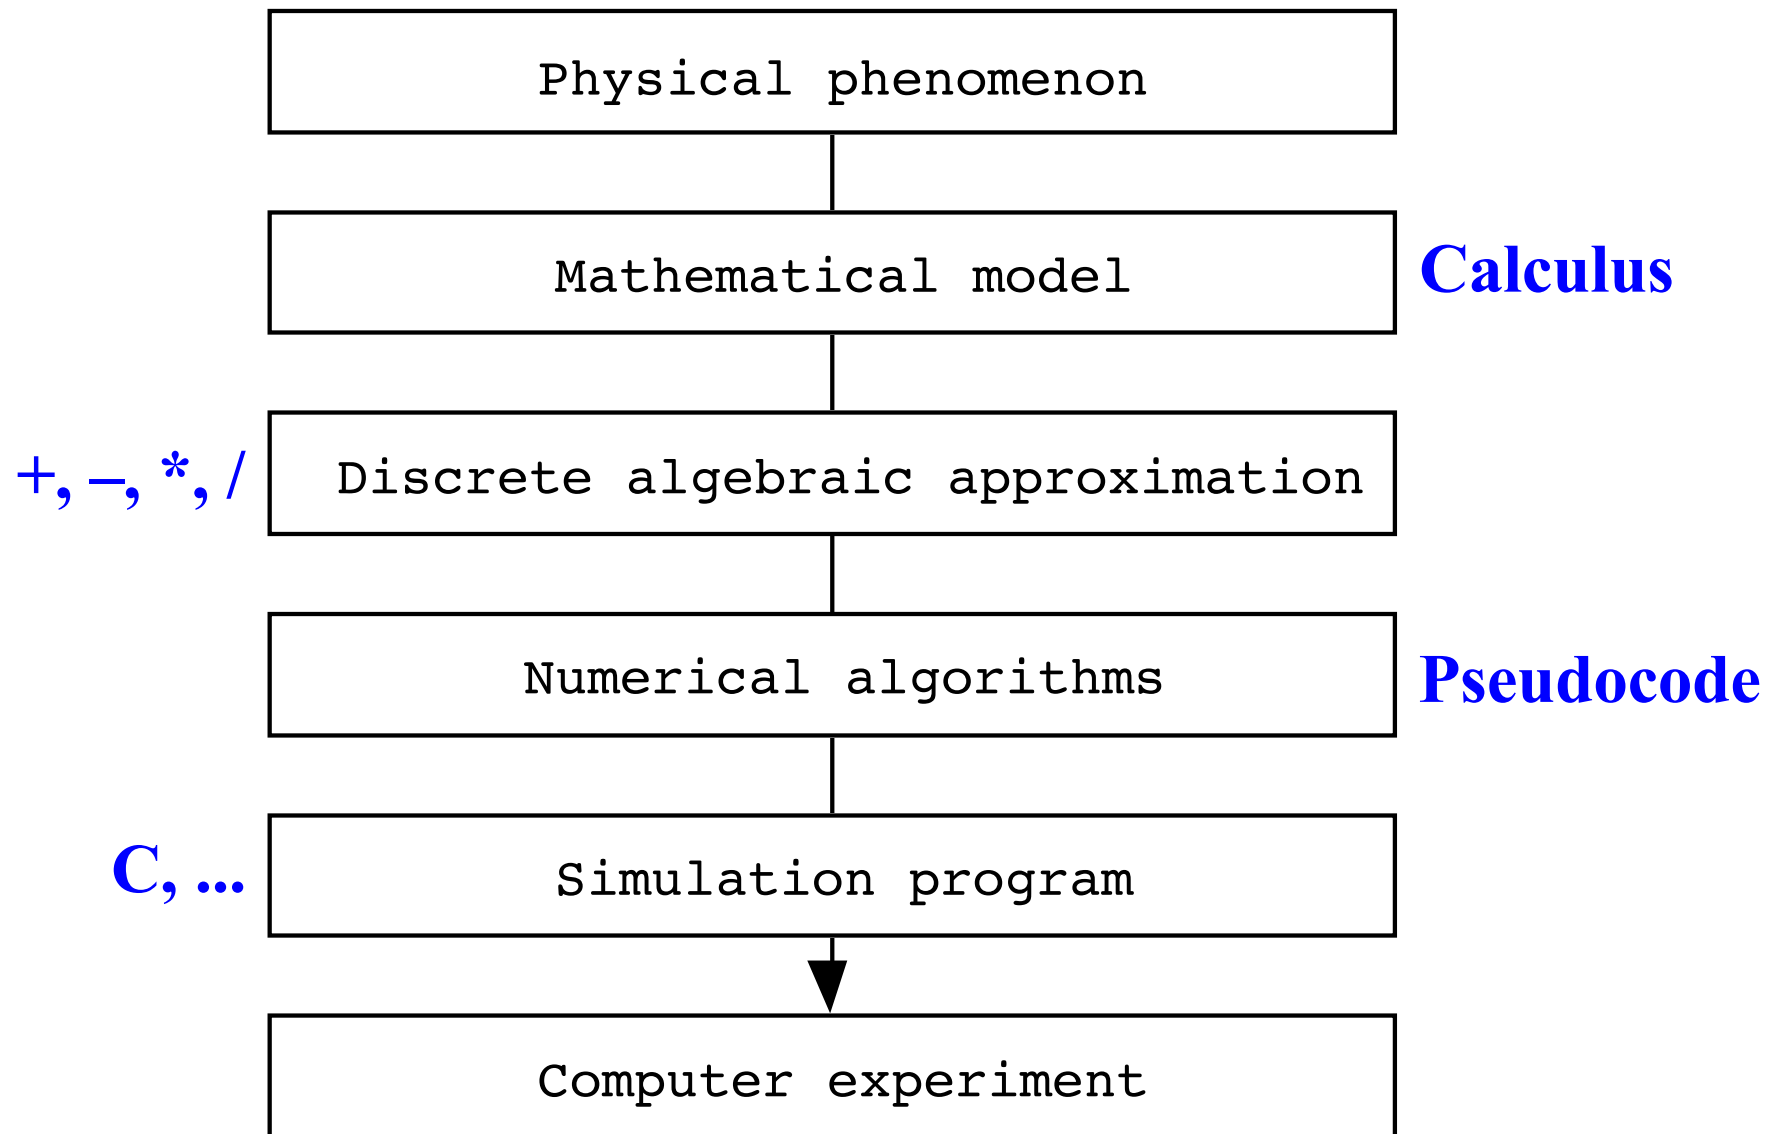 Physical phenomenon
Mathematical model
Calculus
+, –, *, /
Discrete algebraic approximation
Numerical algorithms
Pseudocode
C, ...
Simulation program
Computer experiment